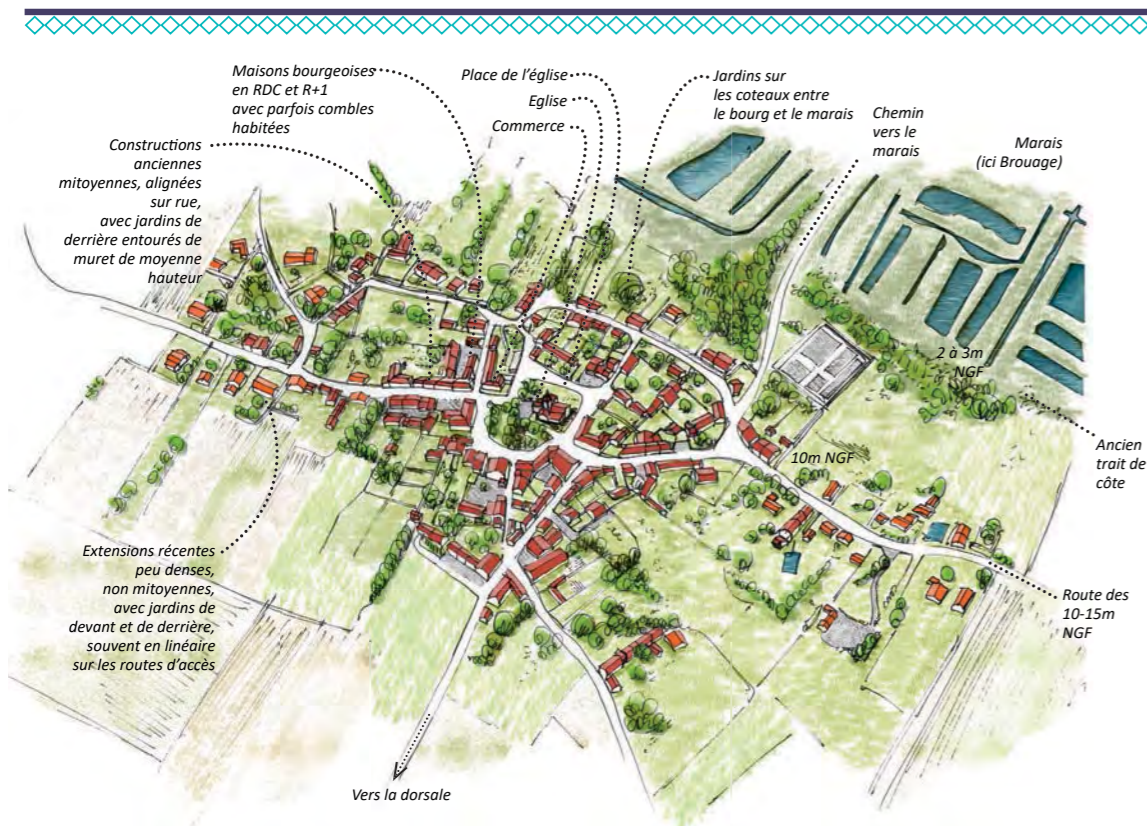 Maisons bourgeoises
en RDC et R+1
avec parfois combles
habitées
Place de l'église
Eglise
Commerce
Jardins sur
les coteaux entre
le bourg et le marais
Chemin
vers le
marais
Marais
(ici Brouage)
Constructions
anciennes
mitoyennes, alignées
sur rue,
avec jardins de
derrière entourés de
muret de moyenne
hauteur
2 à 3m
NGF
Ancien
trait de
côte
10m NGF
Extensions récentes
peu denses,
non mitoyennes,
avec jardins de
devant et de derrière,
souvent en linéaire
sur les routes d'accès
Route des
10-15m
NGF
Vers la dorsale